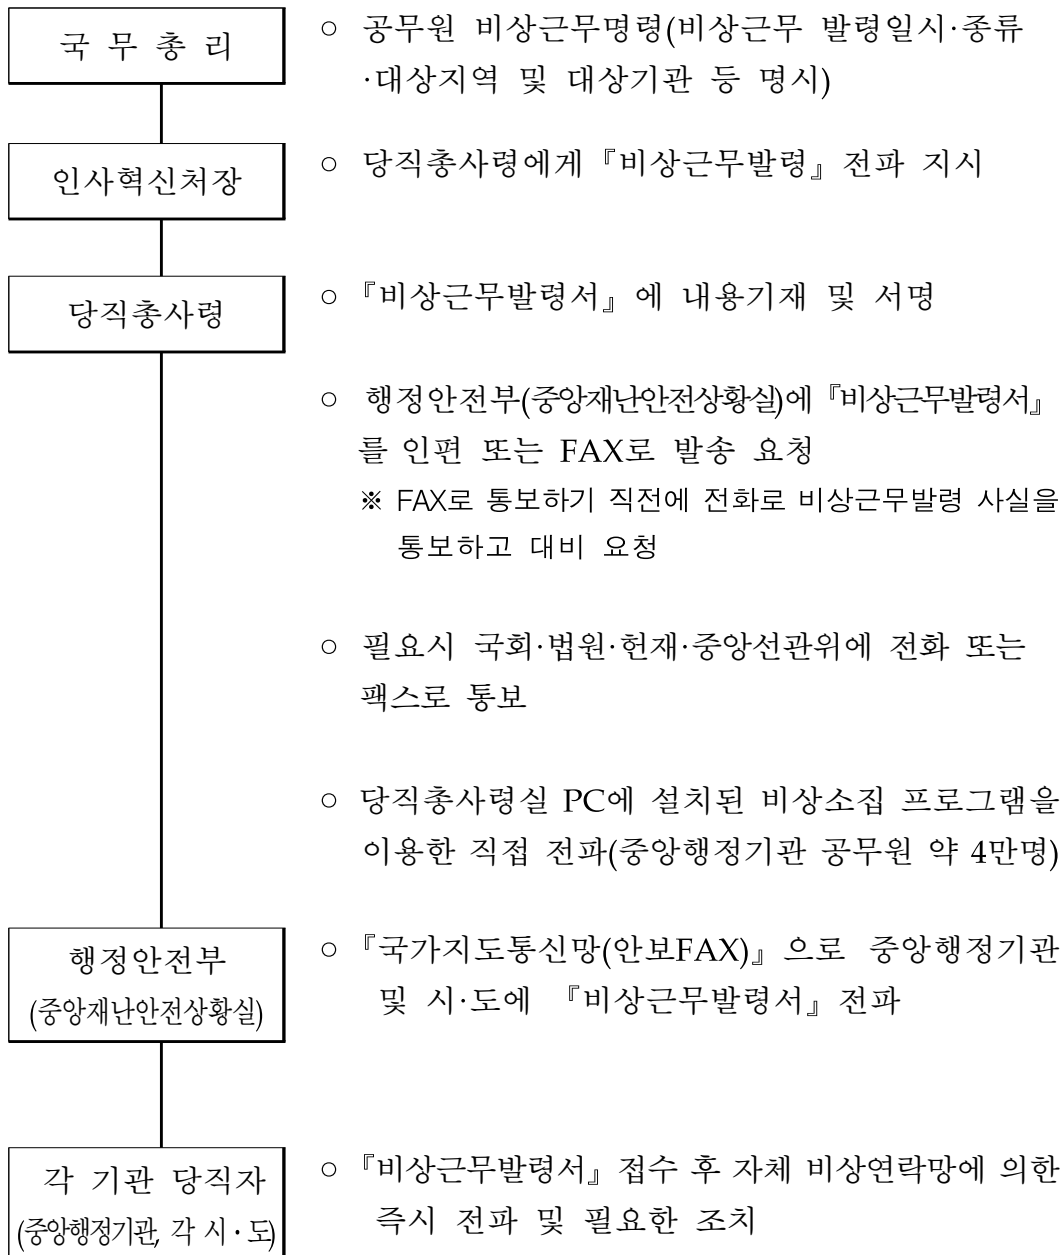 국 무 총 리
○ 공무원 비상근무명령(비상근무 발령일시·종류
·대상지역 및 대상기관 등 명시)
인사혁신처장
○ 당직총사령에게『비상근무발령』전파 지시
당직총사령
○ 『비상근무발령서』에 내용기재 및 서명
○ 행정안전부(중앙재난안전상황실)에『비상근무발령서』
를 인편 또는 FAX로 발송 요청
※ FAX로 통보하기 직전에 전화로 비상근무발령 사실을
통보하고 대비 요청
○ 필요시 국회·법원·헌재·중앙선관위에 전화 또는
팩스로 통보
○ 당직총사령실 PC에 설치된 비상소집 프로그램을
이용한 직접 전파(중앙행정기관 공무원 약 4만명)
행정안전부
(중앙재난안전상황실)
○ 『국가지도통신망(안보FAX)』으로 중앙행정기관
및 시·도에 『비상근무발령서』전파
각 기관 당직자
(중앙행정기관, 각 시·도)
○ 『비상근무발령서』접수 후 자체 비상연락망에 의한
즉시 전파 및 필요한 조치